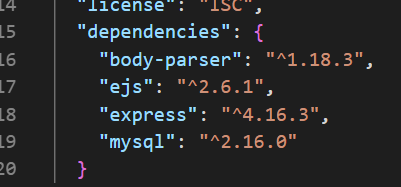 14 "license": "ISC",
15 "dependencies": {
16 "body-parser": "^1.18.3",
17 "ejs": "^2.6.1",
18 "express": "^4.16.3",
19 "mysql": "^2.16.0"
20 }